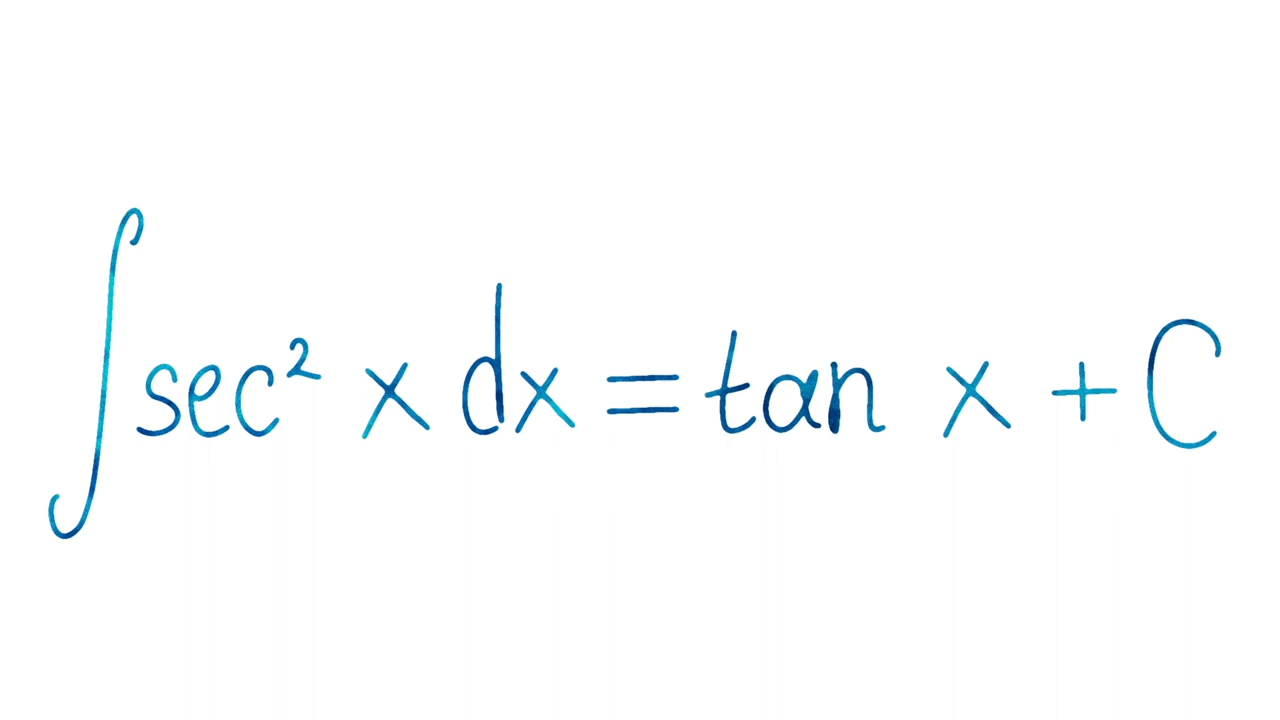 ∫sec² x dx = tan x + C